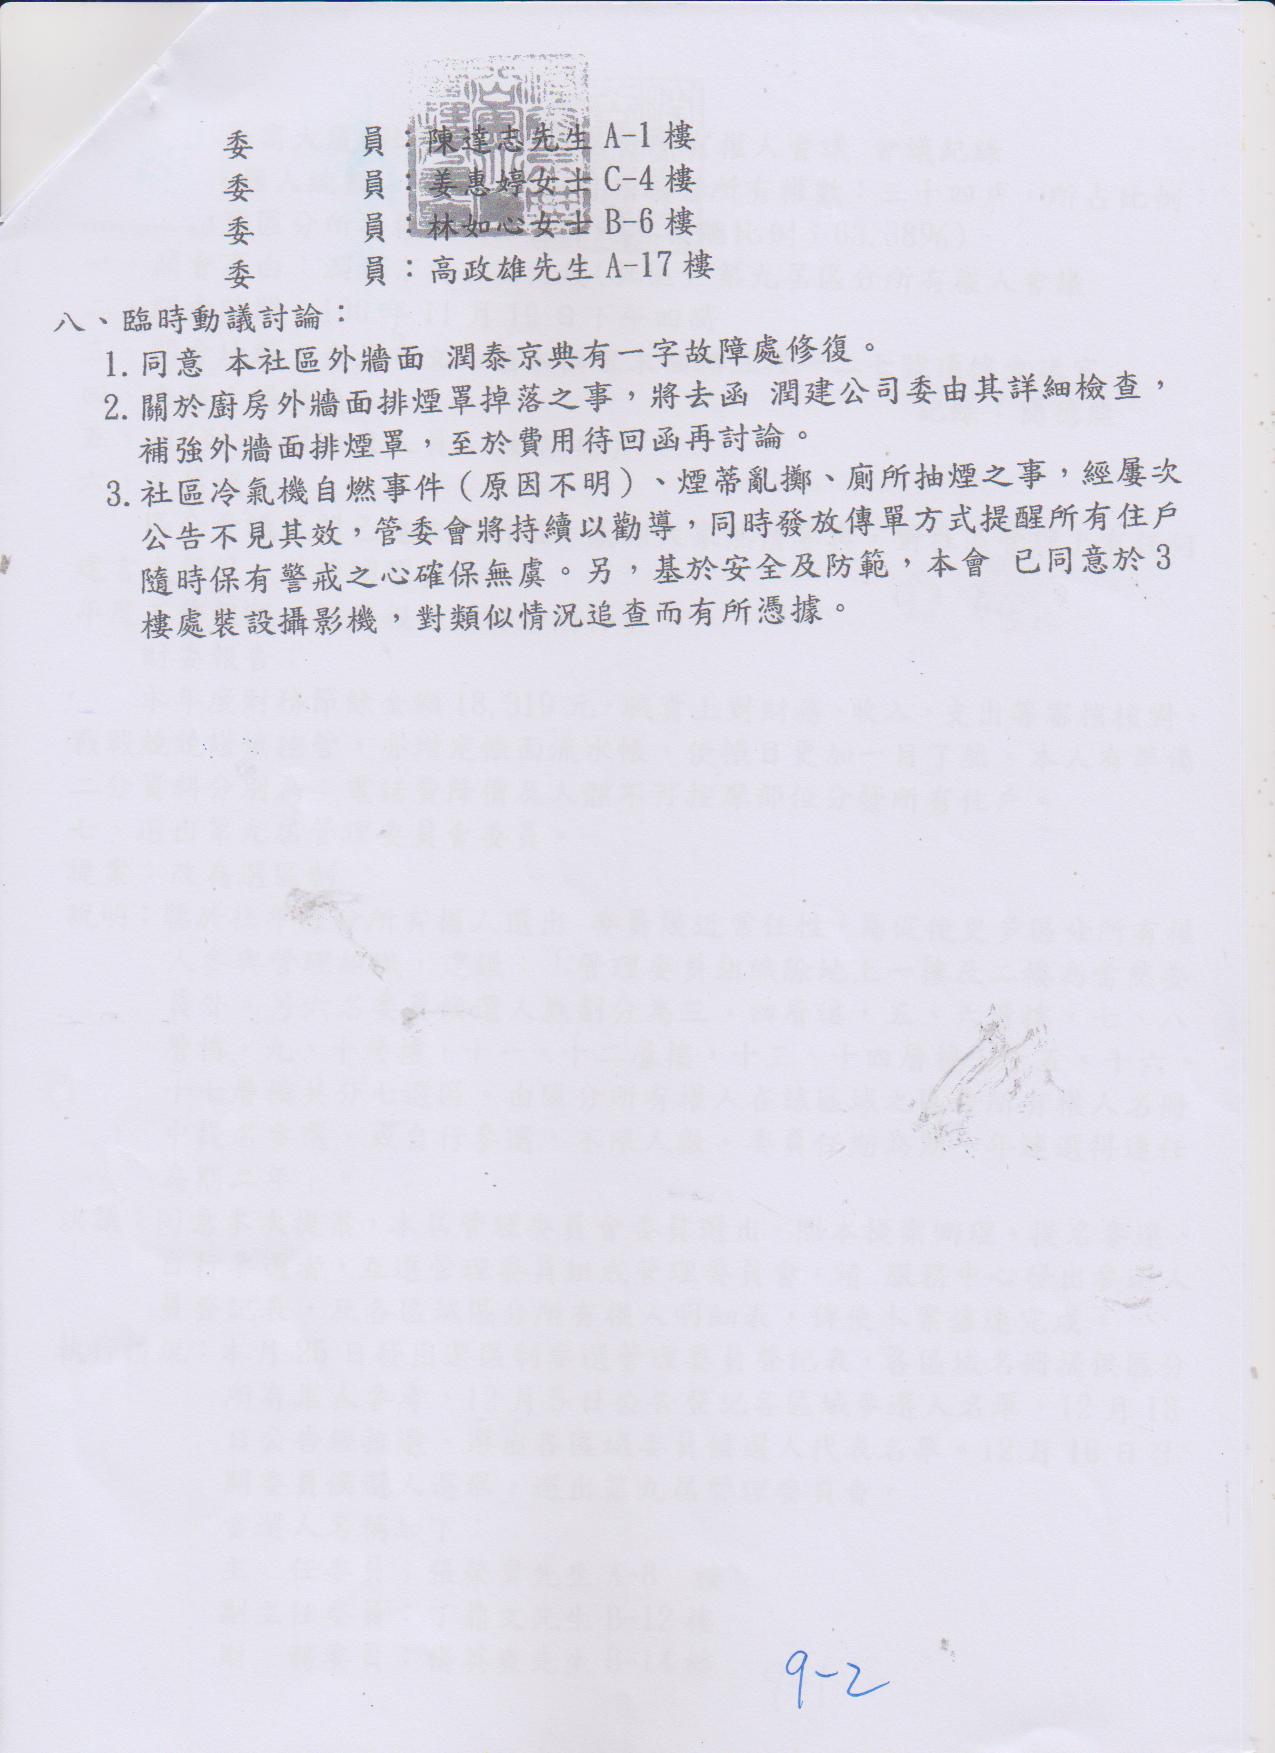 委員：陳達志先生 A-1 樓
委員：姜惠婷女士 C-4 樓
委員：林如心女士 B-6 樓
委員：高政雄先生 A-17 樓
八、臨時動議討論：
1. 同意 本社區外牆面 潤泰京典有一字故障處修復。
2. 關於廚房外牆面排煙罩掉落之事，將去函 潤建公司委由其詳細檢查，
補強外牆面排煙罩，至於費用待回函再討論。
3. 社區冷氣機自燃事件（原因不明）、煙蒂亂擲、廁所抽煙之事，經屢次
公告不見其效，管委會將持續以勸導，同時發放傳單方式提醒所有住戶
隨時保有警戒之心確保無虞。另，基於安全及防範，本會 已同意於 3
樓處裝設攝影機，對類似情況追查而有所憑據。
9-2